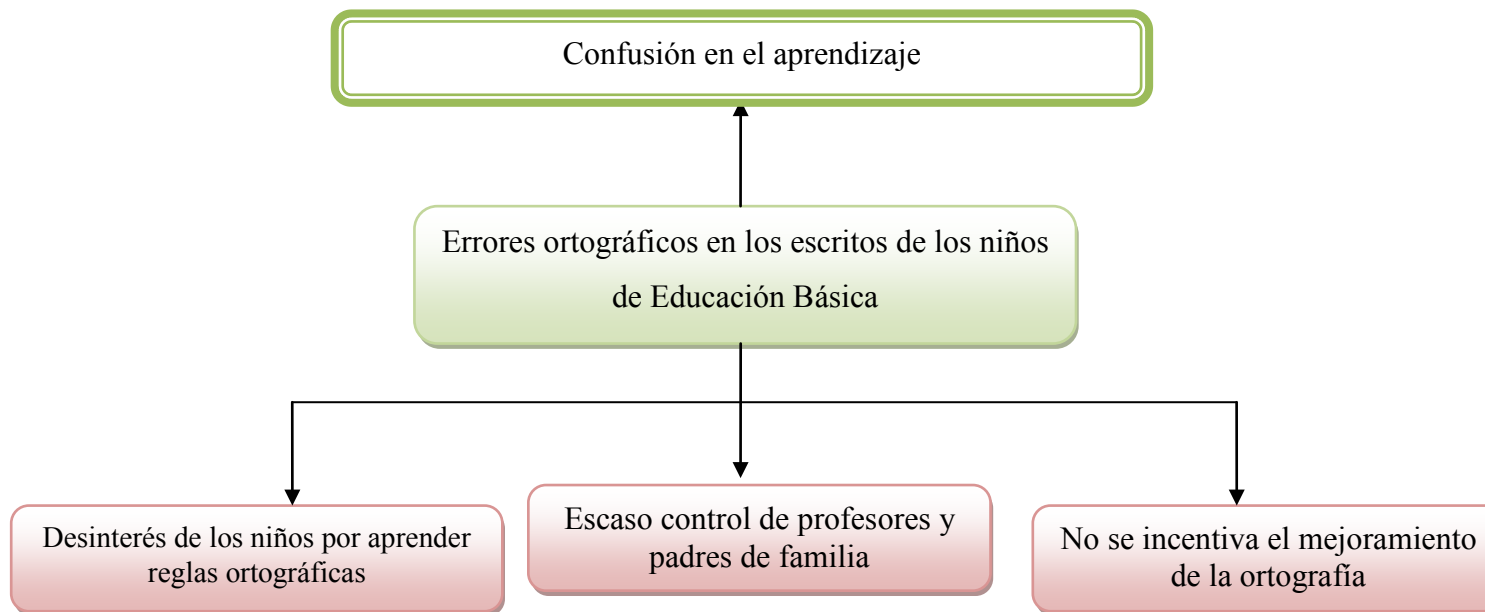 Confusión en el aprendizaje
Errores ortográficos en los escritos de los niños
de Educación Básica
Desinterés de los niños por aprender
reglas ortográficas
Escaso control de profesores y
padres de familia
No se incentiva el mejoramiento
de la ortografía